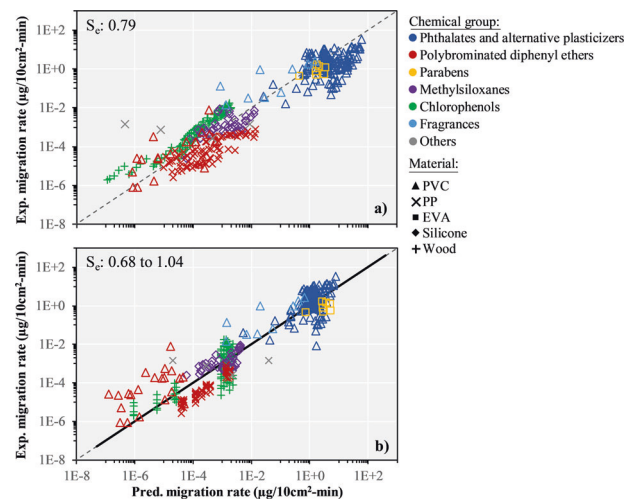 S_c: 0.79
1E+2
1E+0
1E-2
1E-4
1E-6
1E-8
Exp. migration rate (µg/10cm²-min)
a)
S_c: 0.68 to 1.04
1E+2
1E+0
1E-2
1E-4
1E-6
1E-8
Exp. migration rate (µg/10cm²-min)
b)
1E-8 1E-6 1E-4 1E-2 1E+0 1E+2
Pred. migration rate (µg/10cm²-min)
Chemical group:
Phthalates and alternative plasticizers
Polybrominated diphenyl ethers
Parabens
Methylsiloxanes
Chlorophenols
Fragrances
Others
Material:
PVC
PP
EVA
Silicone
Wood